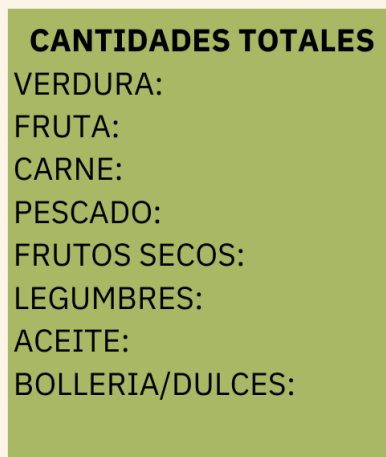 CANTIDADES TOTALES
VERDURA:
FRUTA:
CARNE:
PESCADO:
FRUTOS SECOS:
LEGUMBRES:
ACEITE:
BOLLERIA/DULCES: